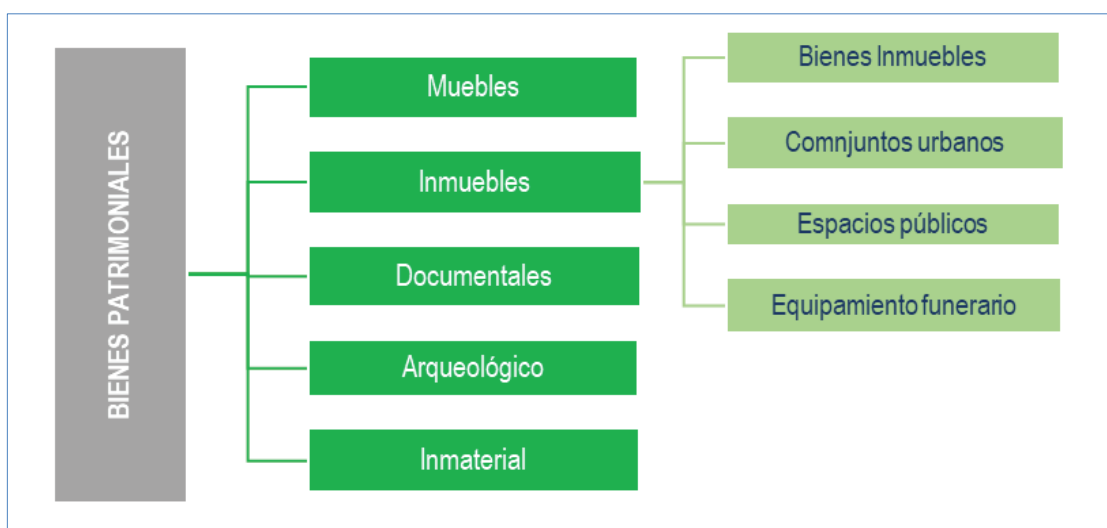 BIENES PATRIMONIALES
Muebles
Inmuebles
Documentales
Arqueológico
Inmaterial
Bienes Inmuebles
Comnjuntos urbanos
Espacios públicos
Equipamiento funerario